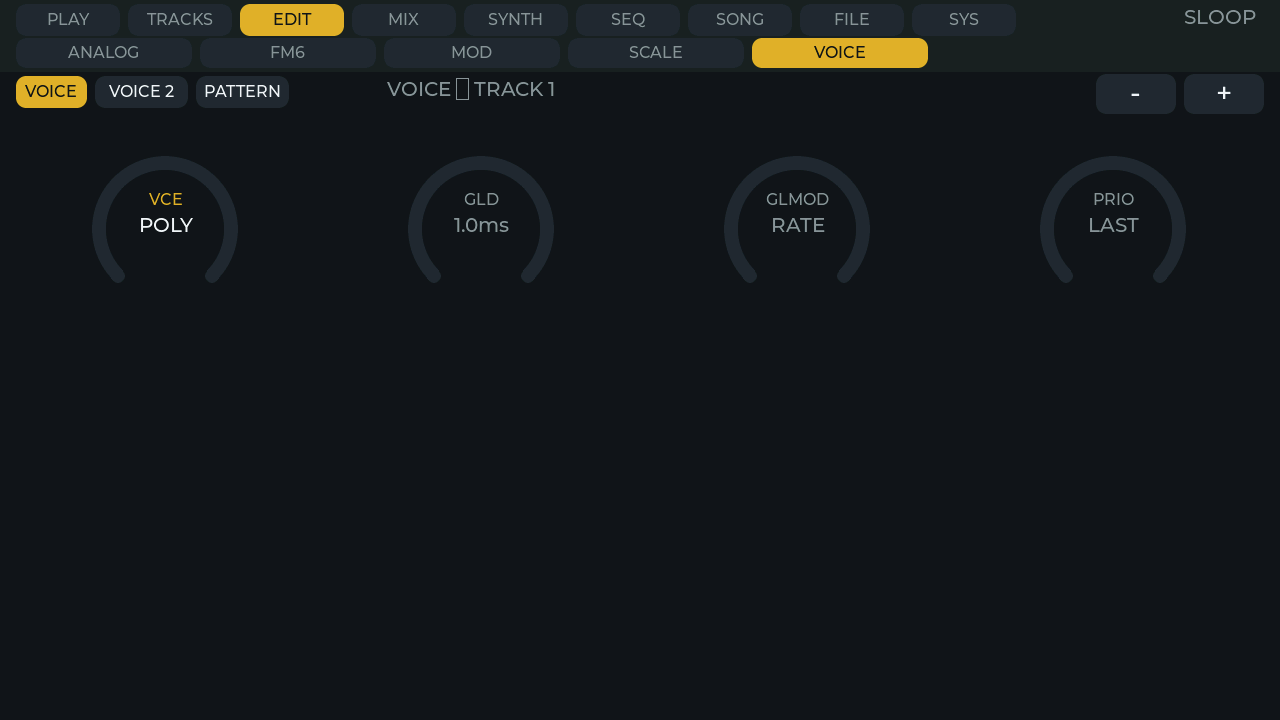 PLAY TRACKS EDIT MIX SYNTH SEQ SONG FILE SYS SLOOP
ANALOG FM6 MOD SCALE VOICE
VOICE VOICE 2 PATTERN VOICE □ TRACK 1 - +
VCE GLD GLMOD PRIO
POLY 1.0ms RATE LAST